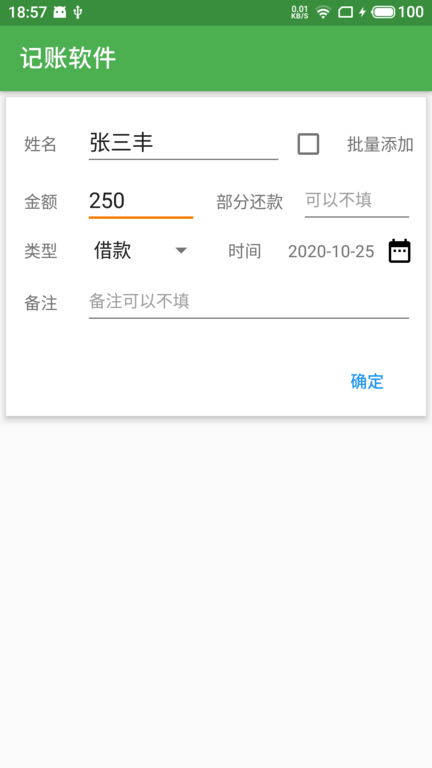 18:57 0.01 KB/S 100
记账软件
姓名 张三丰 批量添加
金额 250 部分还款 可以不填
类型 借款 时间 2020-10-25
备注 备注可以不填
确定